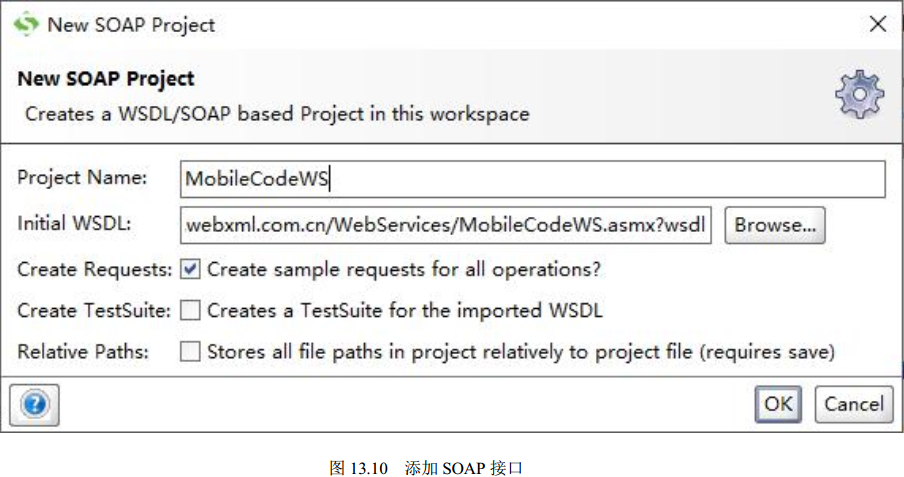 New SOAP Project
New SOAP Project
Creates a WSDL/SOAP based Project in this workspace
Project Name: MobileCodeWS
Initial WSDL: webxml.com.cn/WebServices/MobileCodeWS.asmx?wsdl Browse...
Create Requests: Create sample requests for all operations?
Create TestSuite: Creates a TestSuite for the imported WSDL
Relative Paths: Stores all file paths in project relatively to project file (requires save)
? OK Cancel
图 13.10 添加 SOAP 接口